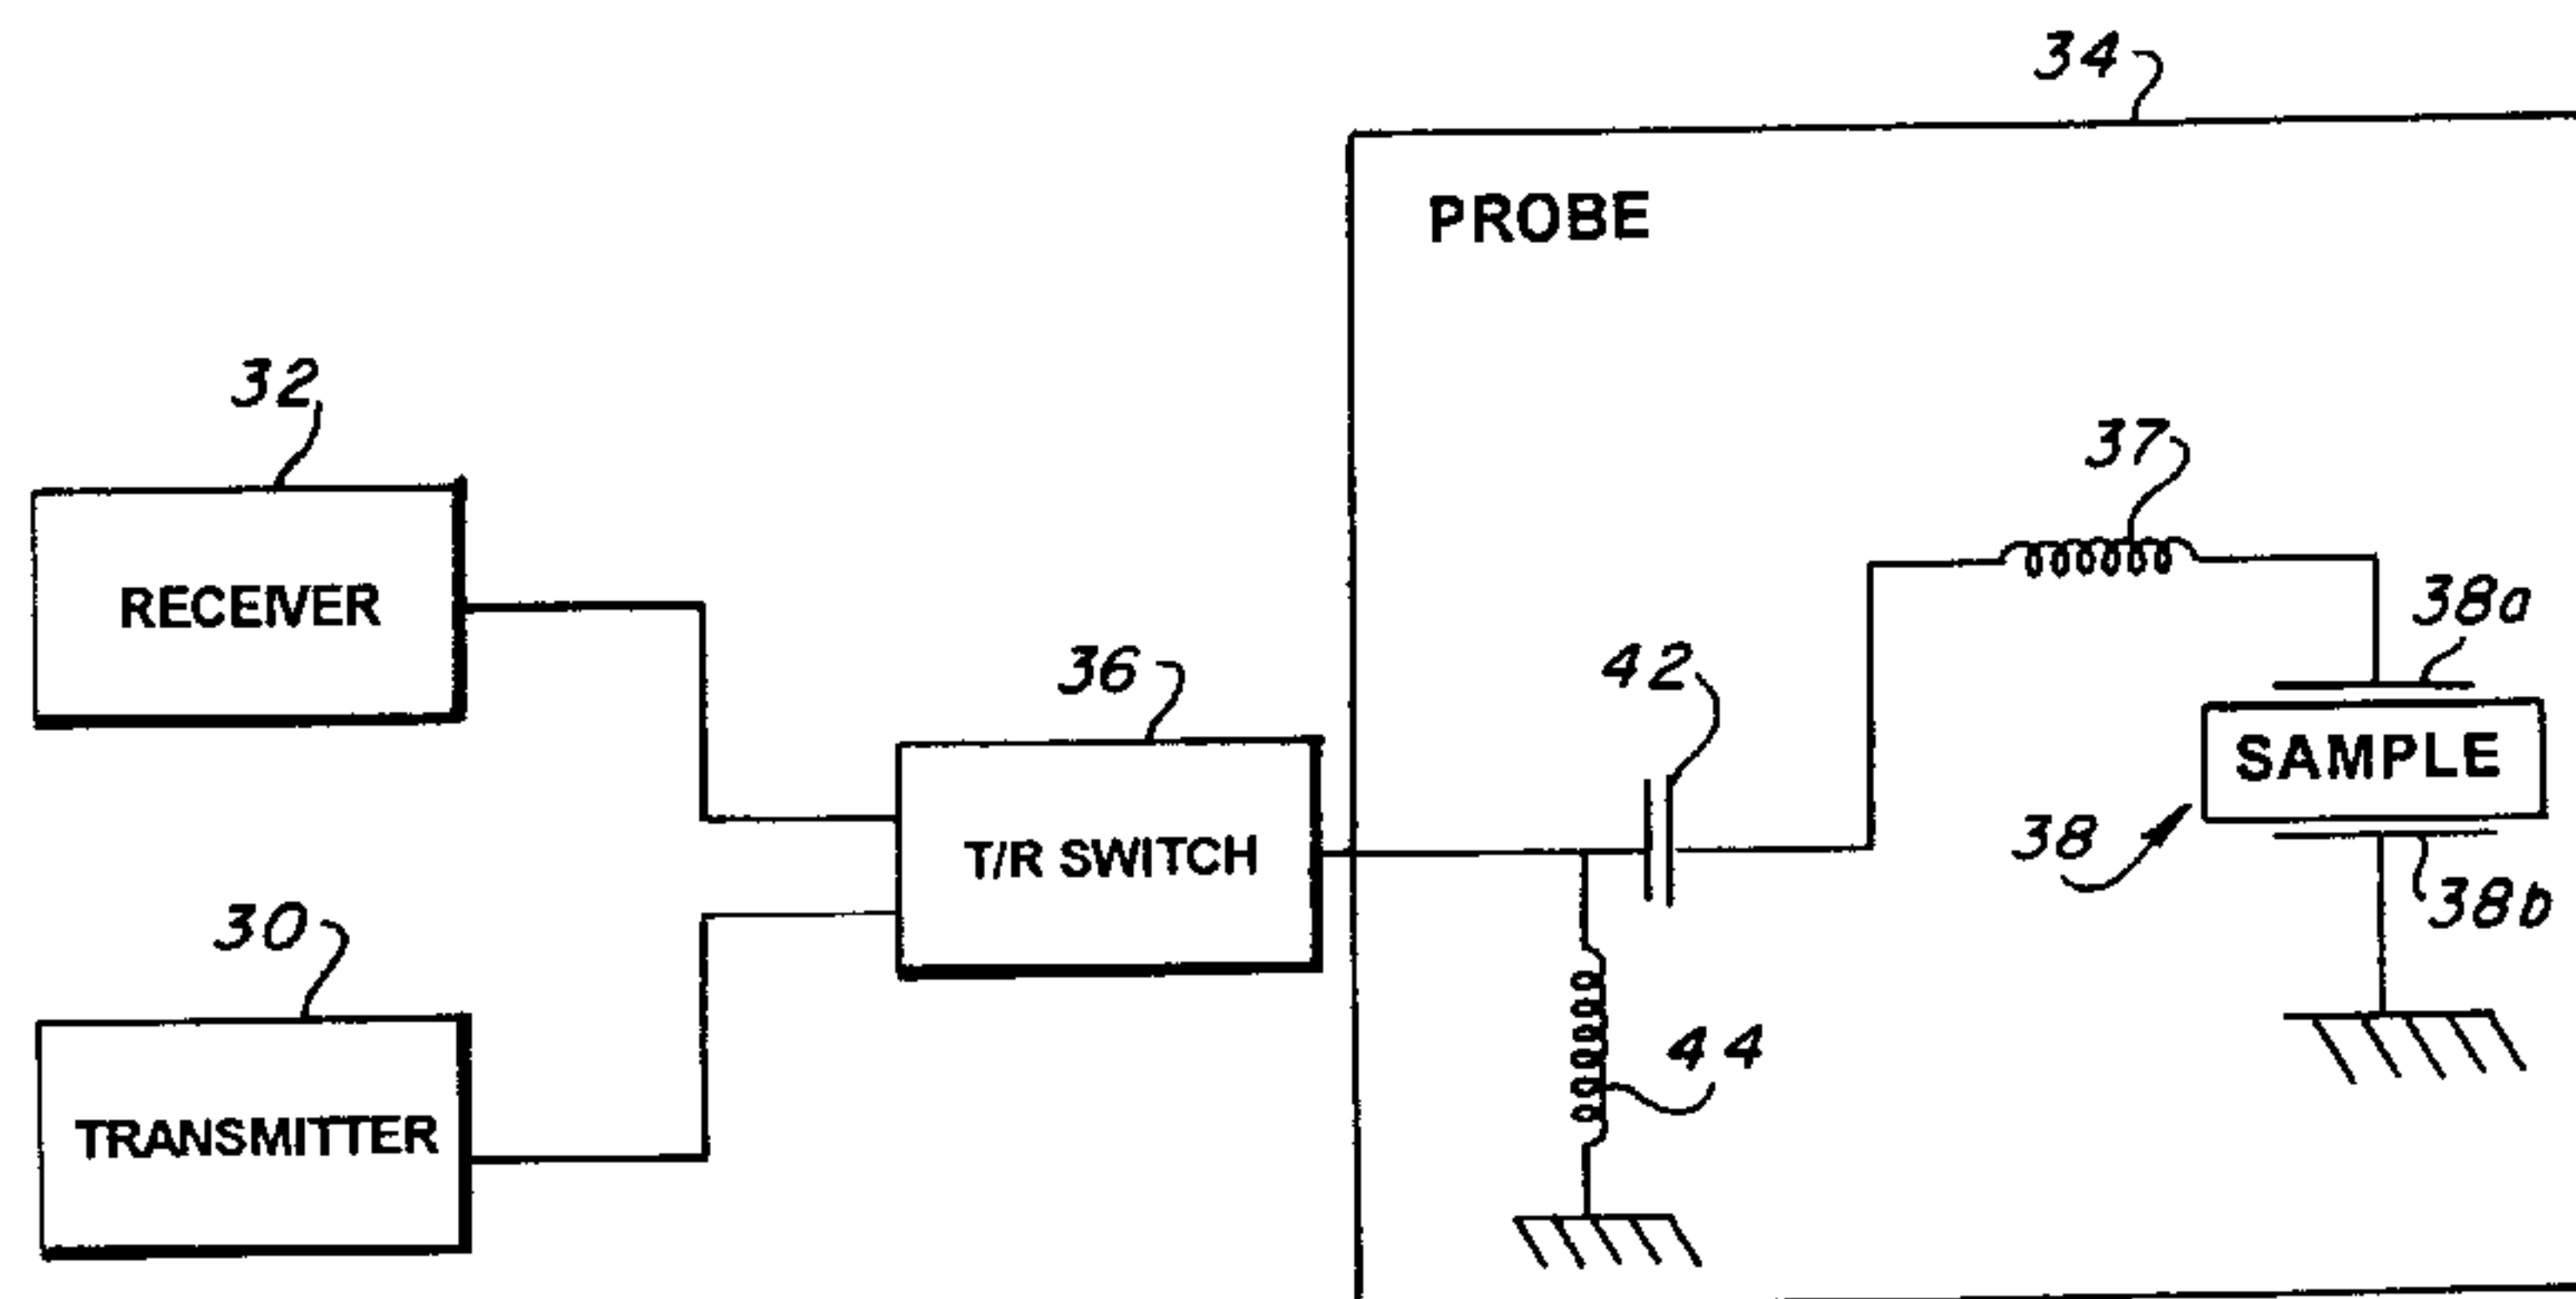 34
PROBE
32
RECEIVER
37
38a
36
42
SAMPLE
T/R SWITCH
38
38b
30
44
TRANSMITTER